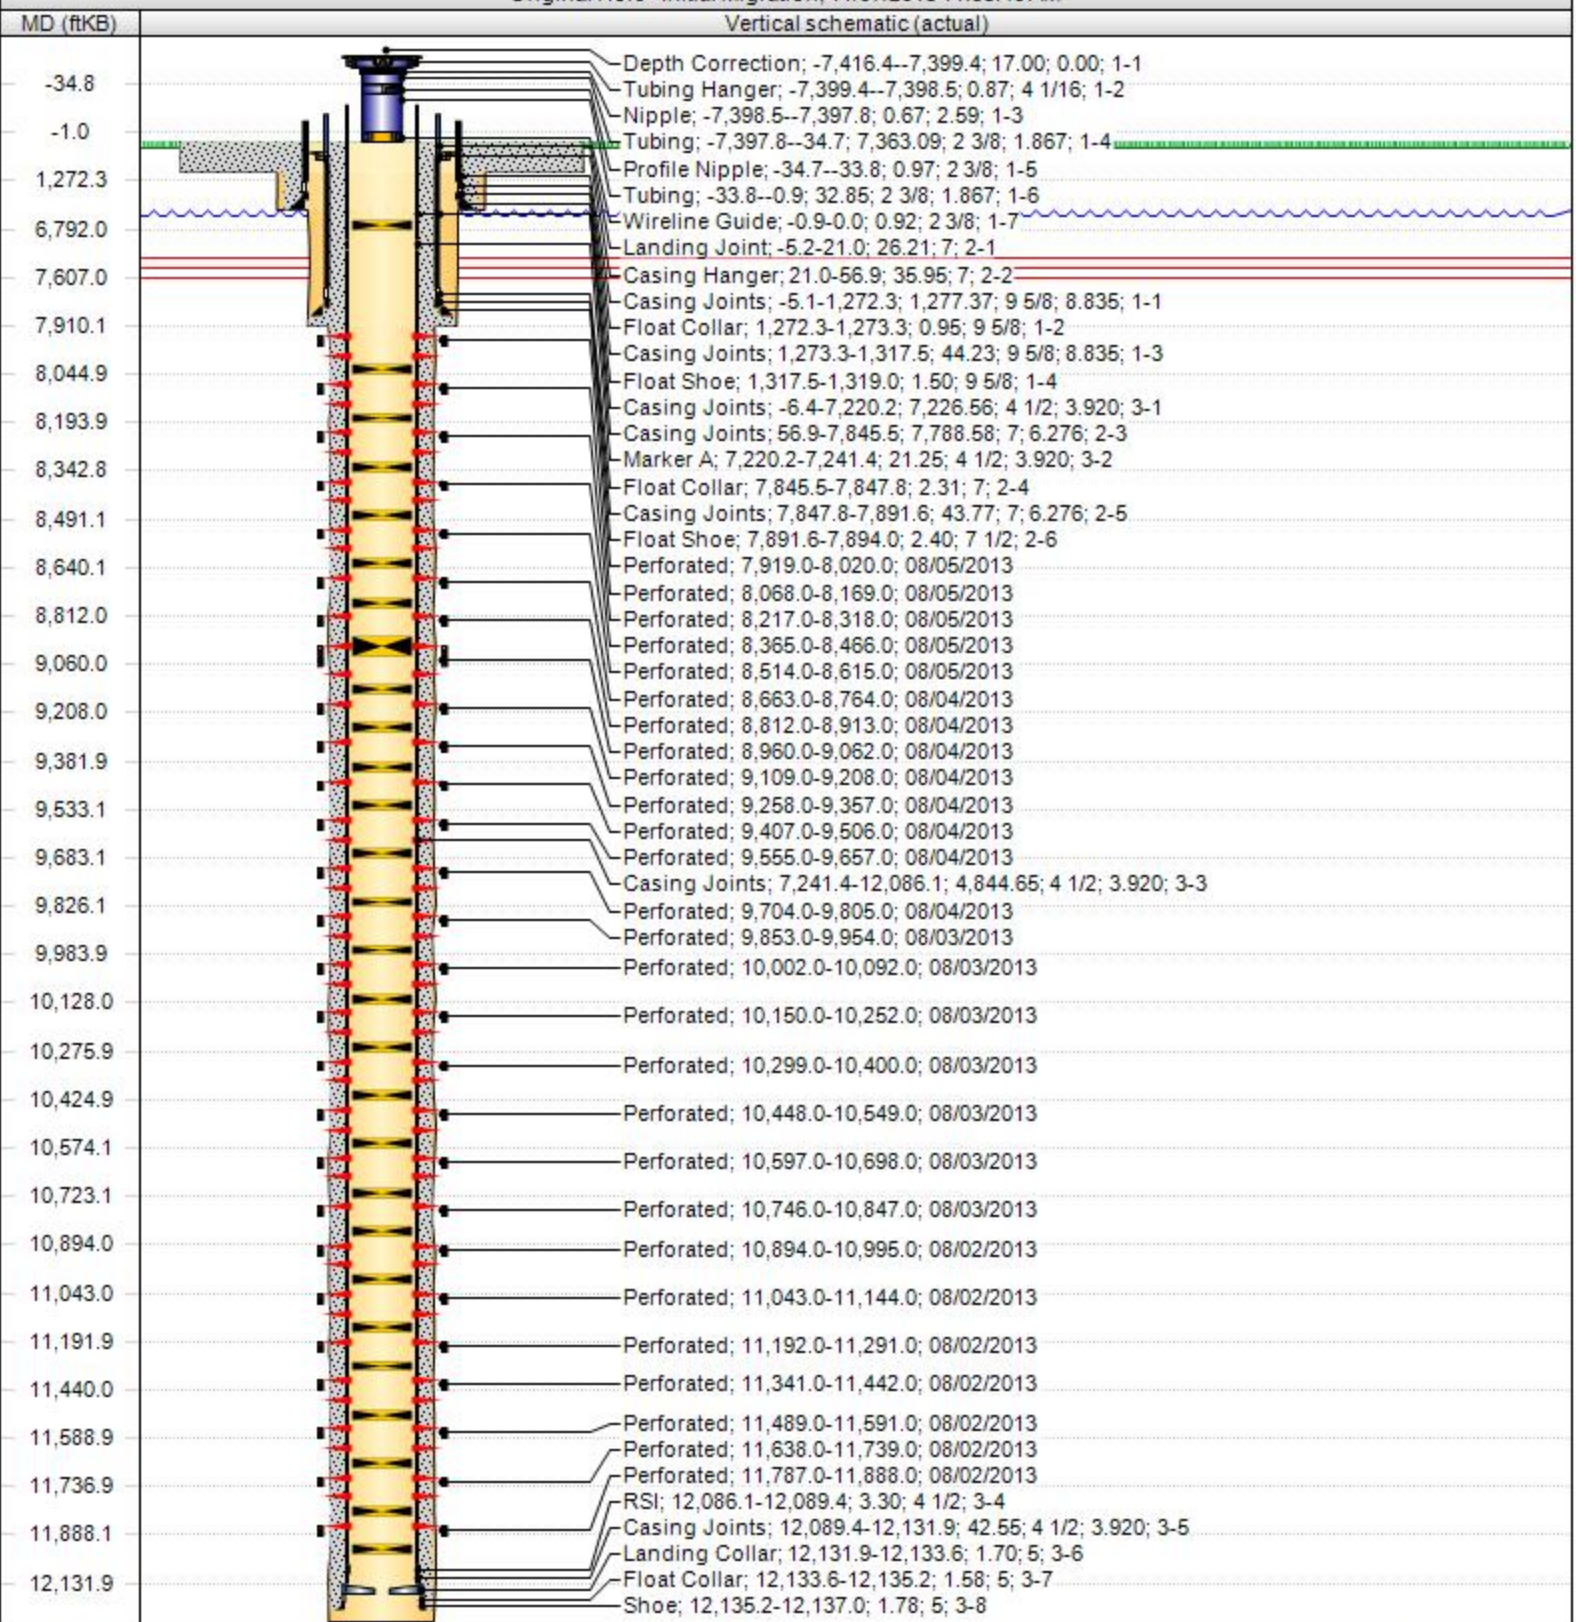 MD (ftKB)
Vertical schematic (actual)
-34.8
-1.0
1,272.3
6,792.0
7,607.0
7,910.1
8,044.9
8,193.9
8,342.8
8,491.1
8,640.1
8,812.0
9,060.0
9,208.0
9,381.9
9,533.1
9,683.1
9,826.1
9,983.9
10,128.0
10,275.9
10,424.9
10,574.1
10,723.1
10,894.0
11,043.0
11,191.9
11,440.0
11,588.9
11,736.9
11,888.1
12,131.9
Depth Correction; -7,416.4--7,399.4; 17.00; 0.00; 1-1
Tubing Hanger; -7,399.4--7,398.5; 0.87; 4 1/16; 1-2
Nipple; -7,398.5--7,397.8; 0.67; 2.59; 1-3
Tubing; -7,397.8--34.7; 7,363.09; 2 3/8; 1.867; 1-4
Profile Nipple; -34.7--33.8; 0.97; 2 3/8; 1-5
Tubing; -33.8--0.9; 32.85; 2 3/8; 1.867; 1-6
Wireline Guide; -0.9-0.0; 0.92; 2 3/8; 1-7
Landing Joint; -5.2-21.0; 26.21; 7; 2-1
Casing Hanger; 21.0-56.9; 35.95; 7; 2-2
Casing Joints; -5.1-1,272.3; 1,277.37; 9 5/8; 8.835; 1-1
Float Collar; 1,272.3-1,273.3; 0.95; 9 5/8; 1-2
Casing Joints; 1,273.3-1,317.5; 44.23; 9 5/8; 8.835; 1-3
Float Shoe; 1,317.5-1,319.0; 1.50; 9 5/8; 1-4
Casing Joints; -6.4-7,220.2; 7,226.56; 4 1/2; 3.920; 3-1
Casing Joints; 56.9-7,845.5; 7,788.58; 7; 6.276; 2-3
Marker A; 7,220.2-7,241.4; 21.25; 4 1/2; 3.920; 3-2
Float Collar; 7,845.5-7,847.8; 2.31; 7; 2-4
Casing Joints; 7,847.8-7,891.6; 43.77; 7; 6.276; 2-5
Float Shoe; 7,891.6-7,894.0; 2.40; 7 1/2; 2-6
Perforated; 7,919.0-8,020.0; 08/05/2013
Perforated; 8,068.0-8,169.0; 08/05/2013
Perforated; 8,217.0-8,318.0; 08/05/2013
Perforated; 8,365.0-8,466.0; 08/05/2013
Perforated; 8,514.0-8,615.0; 08/05/2013
Perforated; 8,663.0-8,764.0; 08/04/2013
Perforated; 8,812.0-8,913.0; 08/04/2013
Perforated; 8,960.0-9,062.0; 08/04/2013
Perforated; 9,109.0-9,208.0; 08/04/2013
Perforated; 9,258.0-9,357.0; 08/04/2013
Perforated; 9,407.0-9,506.0; 08/04/2013
Perforated; 9,555.0-9,657.0; 08/04/2013
Casing Joints; 7,241.4-12,086.1; 4,844.65; 4 1/2; 3.920; 3-3
Perforated; 9,704.0-9,805.0; 08/04/2013
Perforated; 9,853.0-9,954.0; 08/03/2013
Perforated; 10,002.0-10,092.0; 08/03/2013
Perforated; 10,150.0-10,252.0; 08/03/2013
Perforated; 10,299.0-10,400.0; 08/03/2013
Perforated; 10,448.0-10,549.0; 08/03/2013
Perforated; 10,597.0-10,698.0; 08/03/2013
Perforated; 10,746.0-10,847.0; 08/03/2013
Perforated; 10,894.0-10,995.0; 08/02/2013
Perforated; 11,043.0-11,144.0; 08/02/2013
Perforated; 11,192.0-11,291.0; 08/02/2013
Perforated; 11,341.0-11,442.0; 08/02/2013
Perforated; 11,489.0-11,591.0; 08/02/2013
Perforated; 11,638.0-11,739.0; 08/02/2013
Perforated; 11,787.0-11,888.0; 08/02/2013
RSI; 12,086.1-12,089.4; 3.30; 4 1/2; 3-4
Casing Joints; 12,089.4-12,131.9; 42.55; 4 1/2; 3.920; 3-5
Landing Collar; 12,131.9-12,133.6; 1.70; 5; 3-6
Float Collar; 12,133.6-12,135.2; 1.58; 5; 3-7
Shoe; 12,135.2-12,137.0; 1.78; 5; 3-8